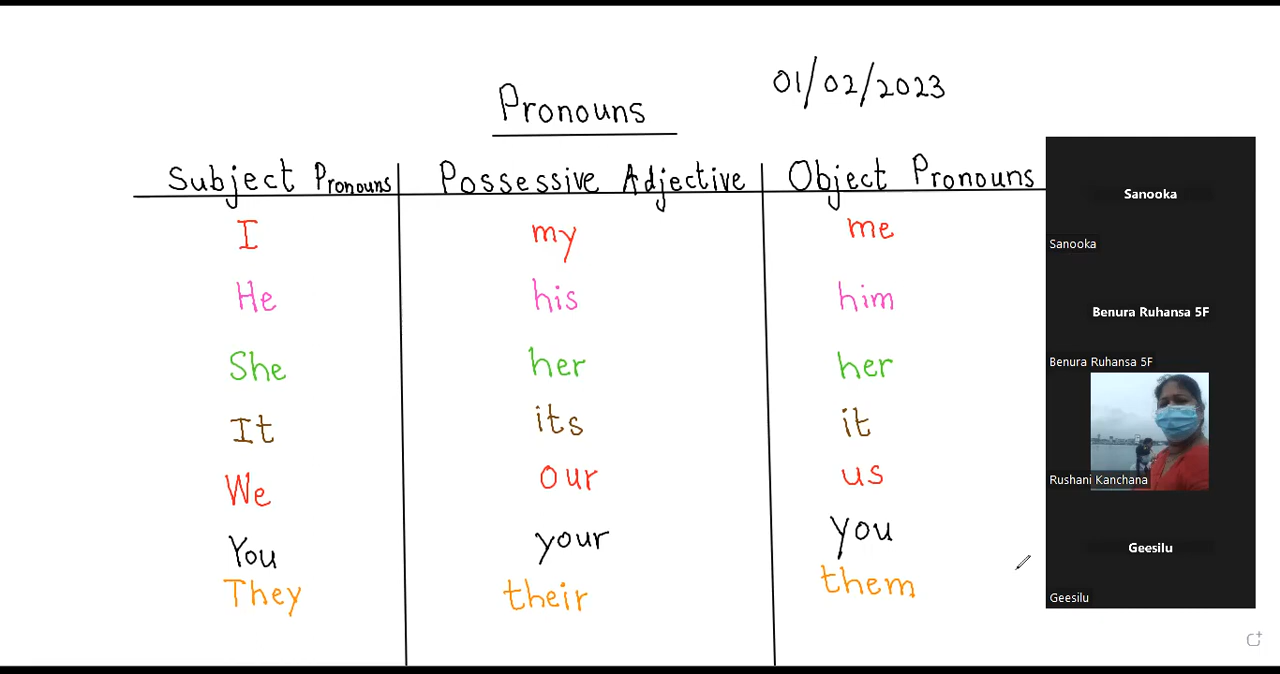 Pronouns 01/02/2023
Subject Pronouns Possessive Adjective Object Pronouns
I my me
He his him
She her her
It its it
We our us
You your you
They their them
Sanooka
Sanooka
Benura Ruhansa 5F
Benura Ruhansa 5F
Rushani Kanchana
Geesilu
Geesilu